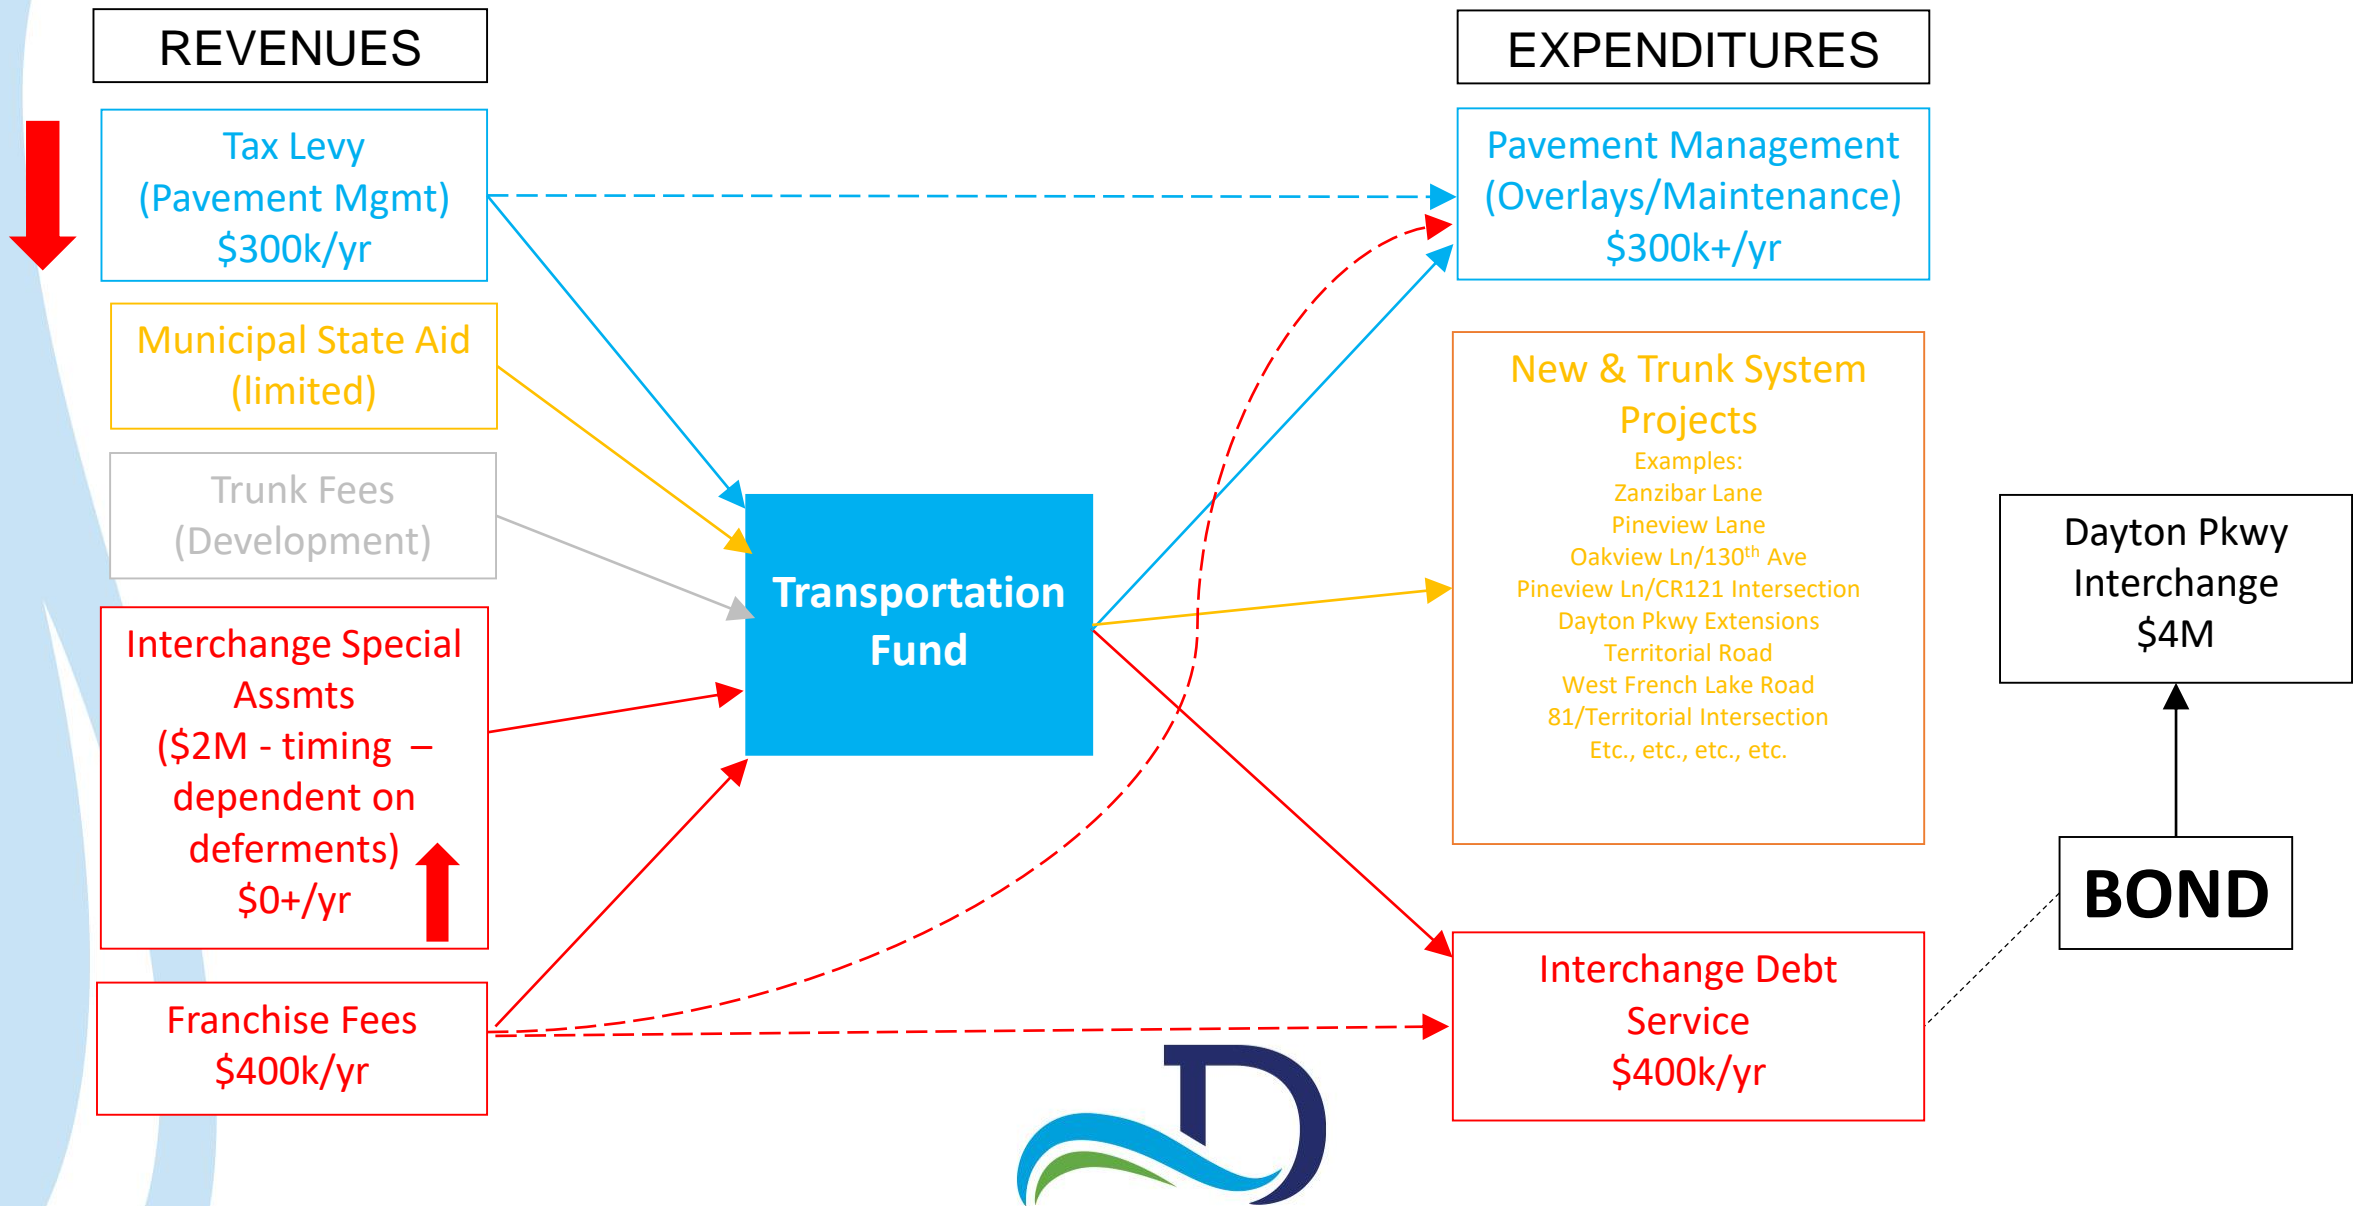 REVENUES
Tax Levy
(Pavement Mgmt)
$300k/yr
Municipal State Aid
(limited)
Trunk Fees
(Development)
Interchange Special
Assmts
($2M - timing –
dependent on
deferments)
$0+/yr
Franchise Fees
$400k/yr
Transportation
Fund
EXPENDITURES
Pavement Management
(Overlays/Maintenance)
$300k+/yr
New & Trunk System
Projects
Examples:
Zanzibar Lane
Pineview Lane
Oakview Ln/130th Ave
Pineview Ln/CR121 Intersection
Dayton Pkwy Extensions
Territorial Road
West French Lake Road
81/Territorial Intersection
Etc., etc., etc., etc.
Interchange Debt
Service
$400k/yr
Dayton Pkwy
Interchange
$4M
BOND
D